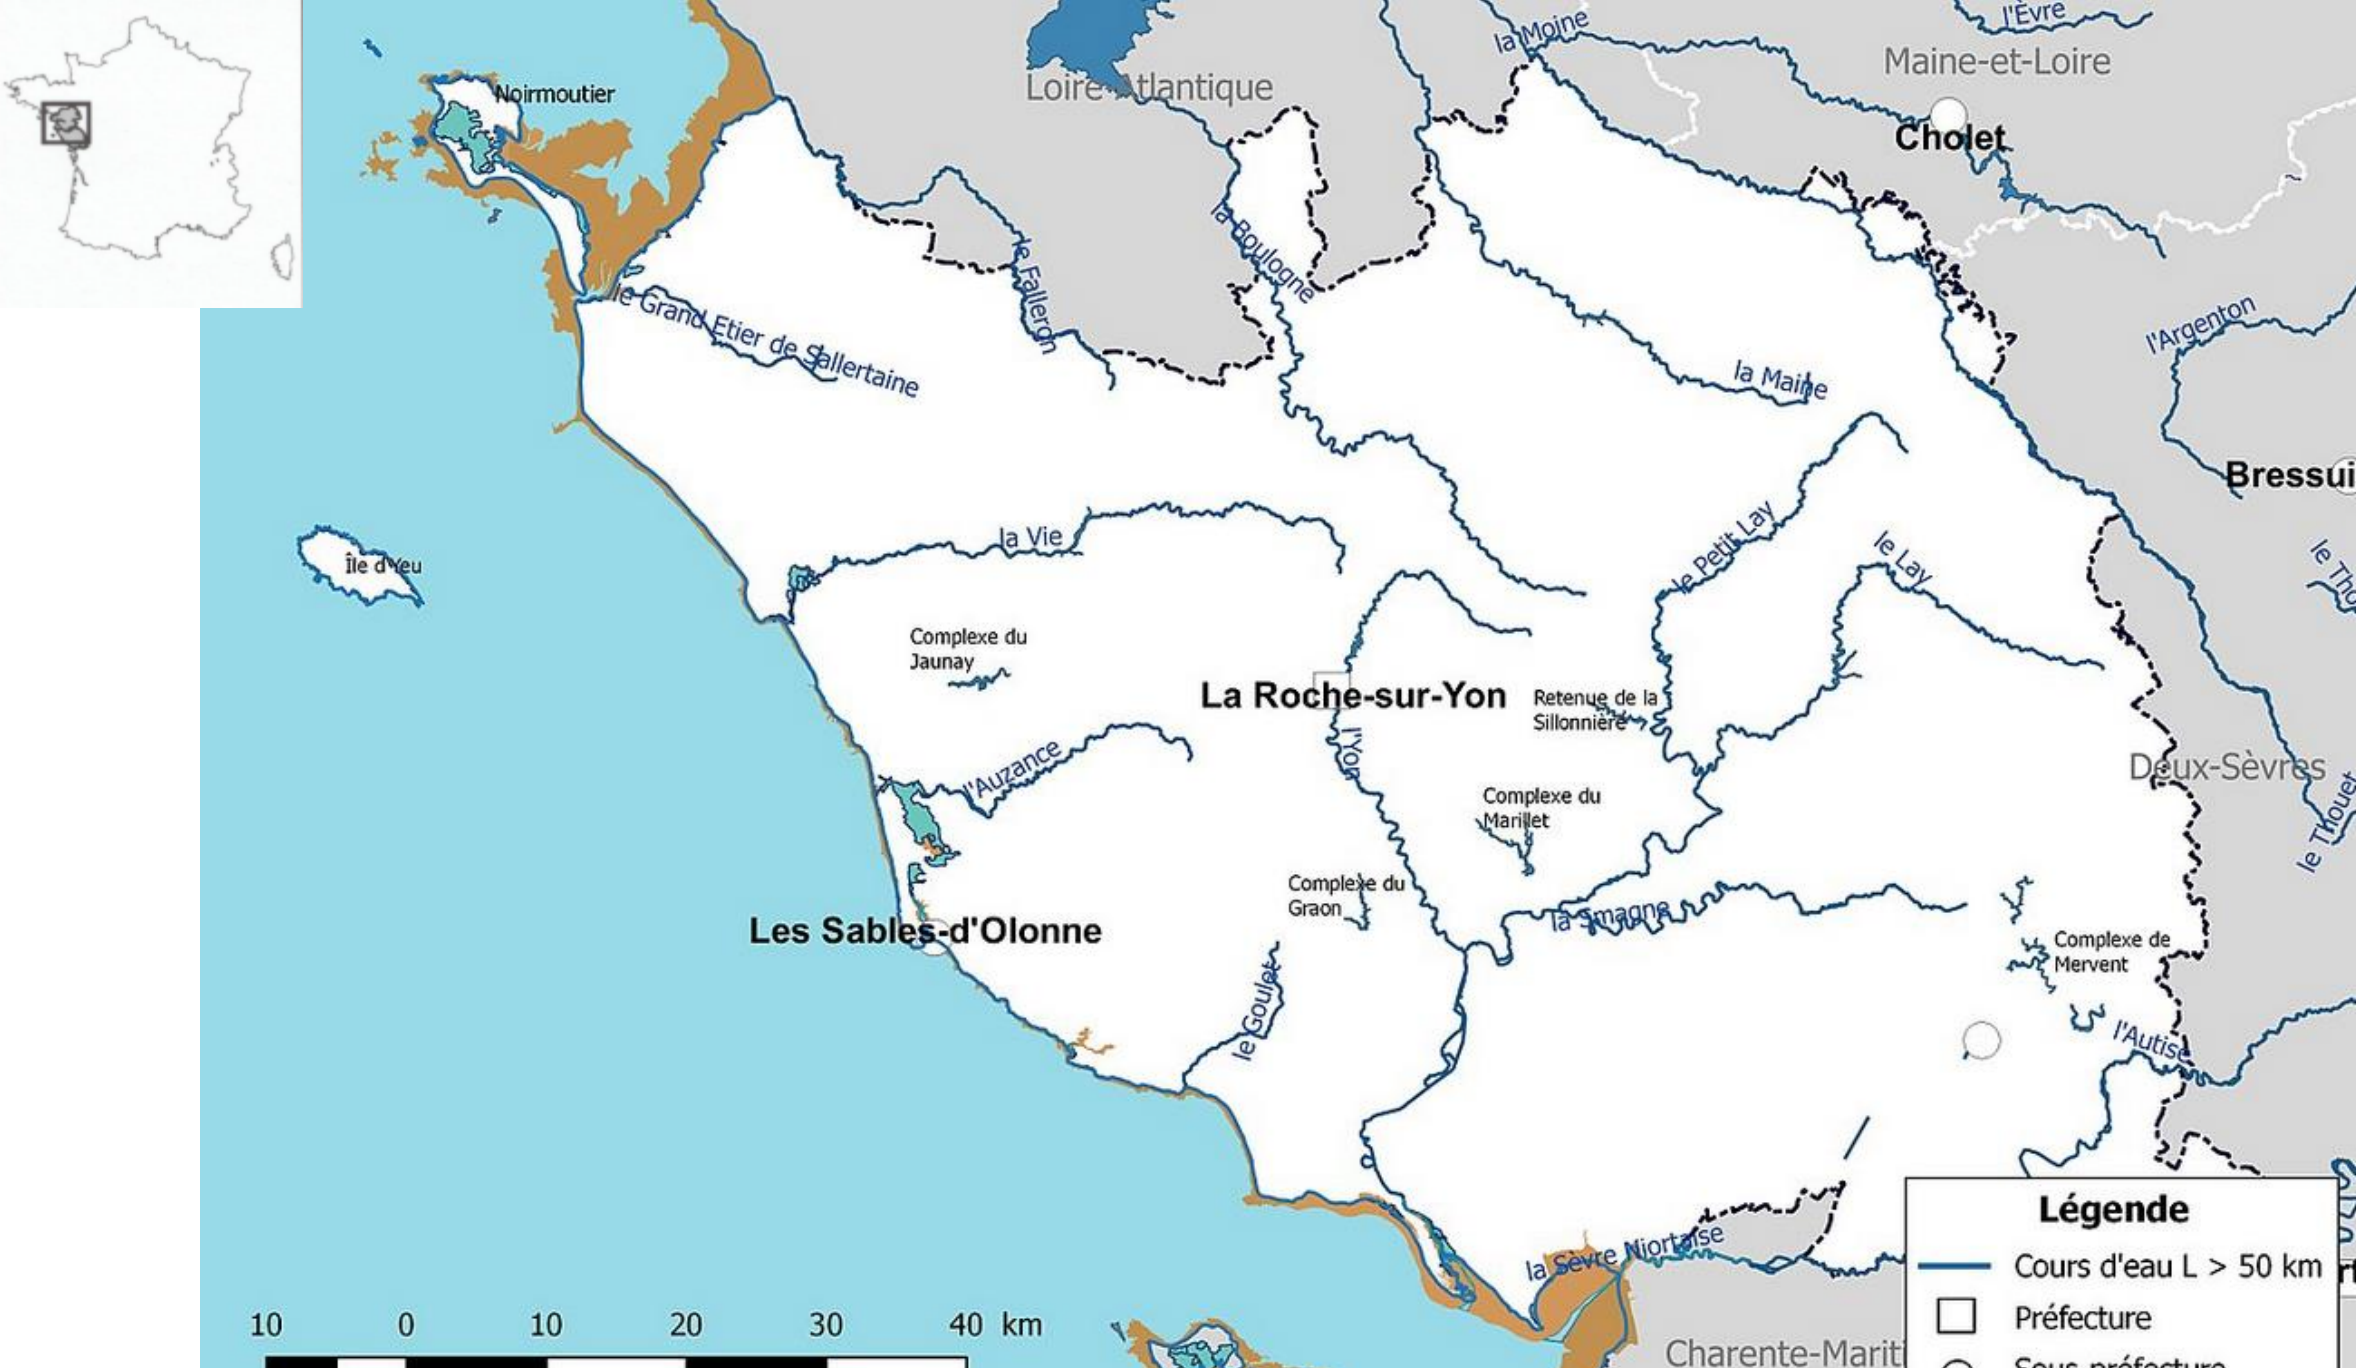 l'Èvre
la Moine
Maine-et-Loire
Loire-Atlantique
Noirmoutier
Cholet
la Boulogne
le Falleron
le Grand Etier de Sallertaine
l'Argenton
la Maine
Bressui
le Petit Lay
la Vie
le Lay
Île d'Yeu
le Tho
Complexe du
Jaunay
La Roche-sur-Yon
Retenue de la
Sillonnière
l'Yon
l'Auzance
Deux-Sèvres
Complexe du
Marillet
le Thouet
Complexe du
Graon
la Smagne
Les Sables-d'Olonne
Complexe de
Mervent
le Goulet
l'Autise
la Sèvre Niortaise
Légende
Cours d'eau L > 50 km
Préfecture
Sous-préfecture
10 0 10 20 30 40 km
Charente-Mariti